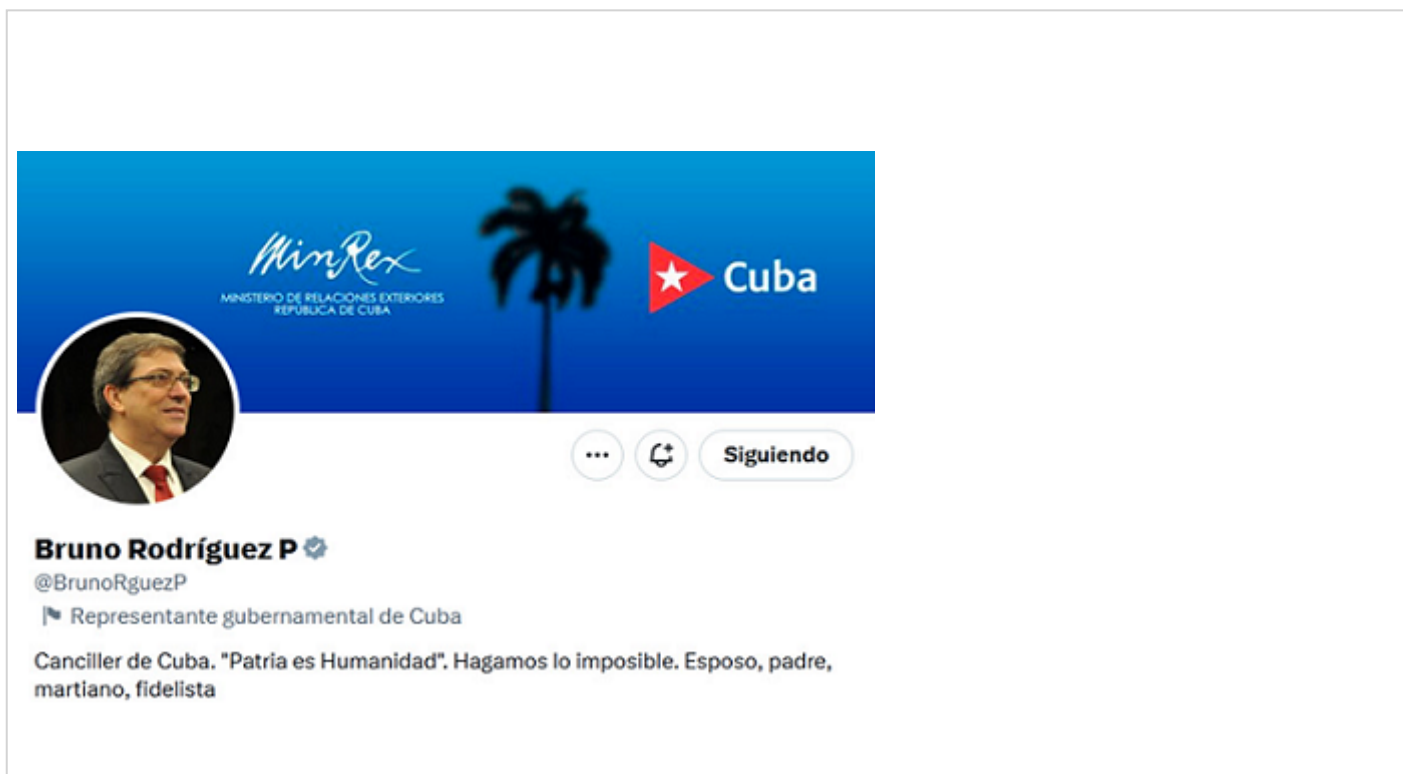 MinRex
MINISTERIO DE RELACIONES EXTERIORES
REPÚBLICA DE CUBA
Cuba
Siguiendo
Bruno Rodríguez P
@BrunoRguezP
Representante gubernamental de Cuba
Canciller de Cuba. "Patria es Humanidad". Hagamos lo imposible. Esposo, padre,
martiano, fidelista